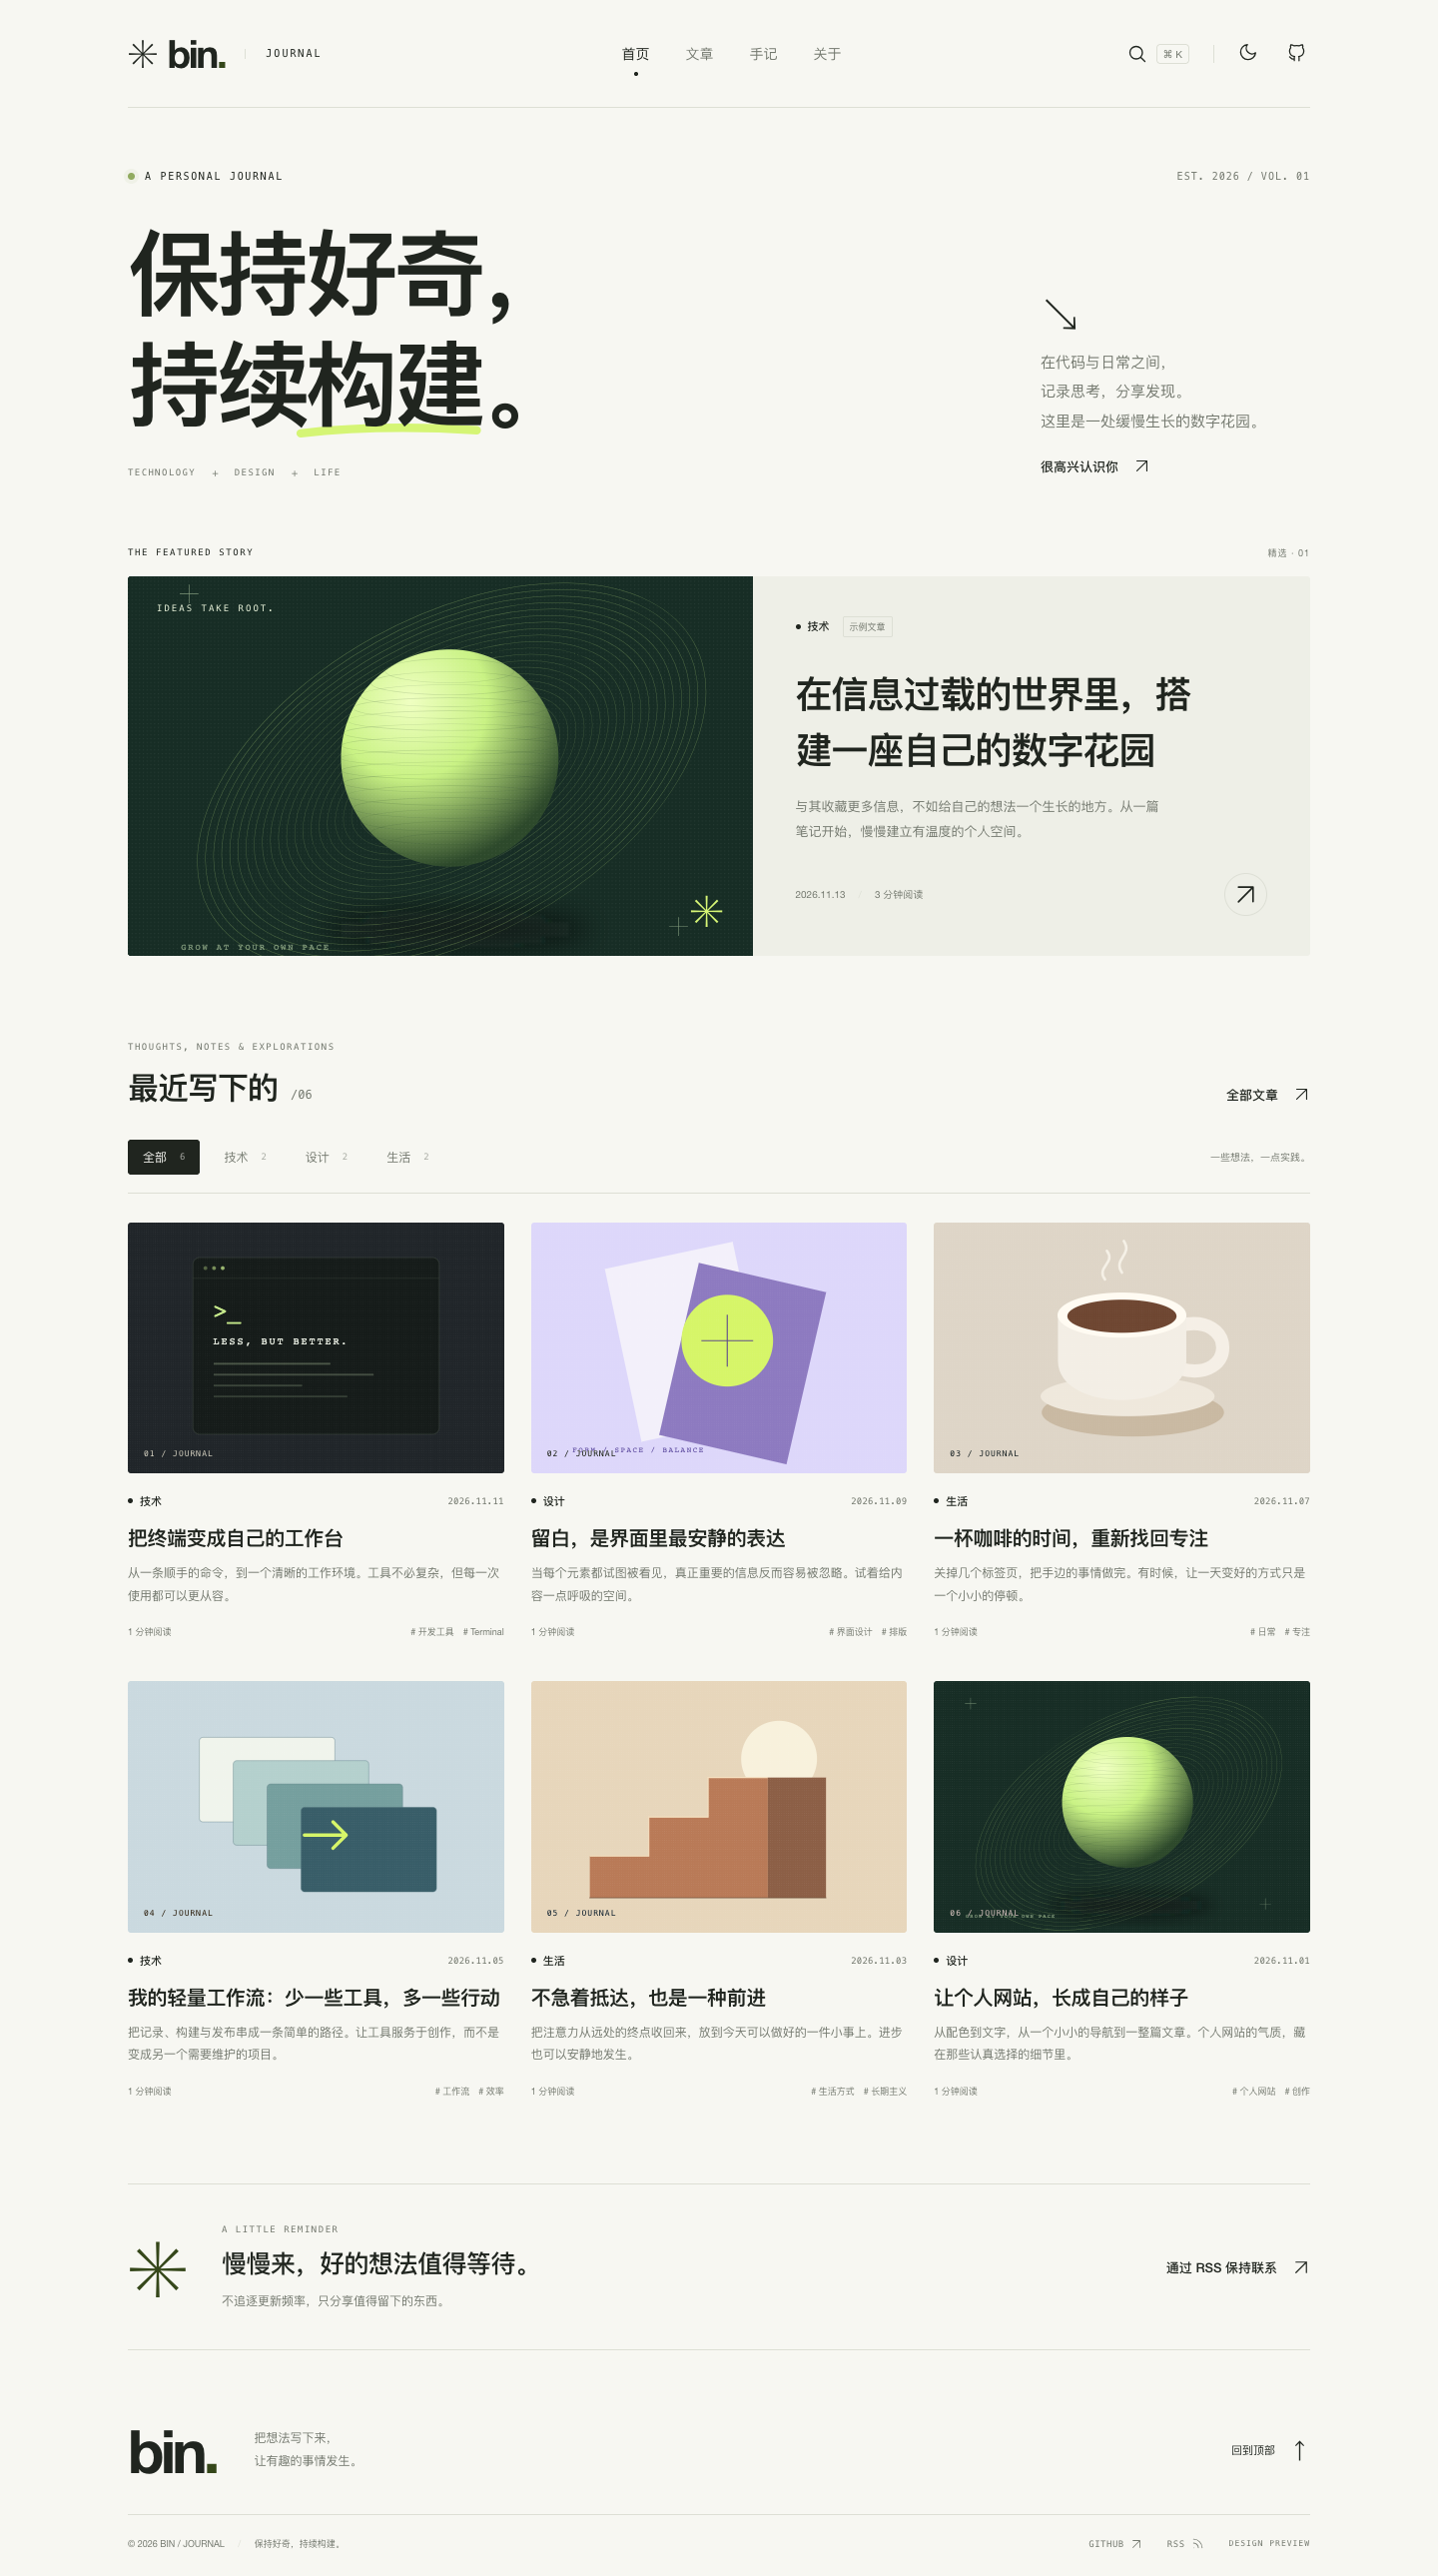 bin. JOURNAL 首页 文章 手记 关于 ⌘ K
A PERSONAL JOURNAL EST. 2026 / VOL. 01
保持好奇,
持续构建。
在代码与日常之间，
记录思考，分享发现。
这里是一处缓慢生长的数字花园。
很高兴认识你
TECHNOLOGY + DESIGN + LIFE
THE FEATURED STORY 精选 · 01
IDEAS TAKE ROOT.
GROW AT YOUR OWN PACE
技术 示例文章
在信息过载的世界里，搭
建一座自己的数字花园
与其收藏更多信息，不如给自己的想法一个生长的地方。从一篇
笔记开始，慢慢建立有温度的个人空间。
2026.11.13 / 3 分钟阅读
THOUGHTS, NOTES & EXPLORATIONS
最近写下的 /06 全部文章
全部 6 技术 2 设计 2 生活 2 一些想法，一点实践。
>_
LESS, BUT BETTER.
01 / JOURNAL
技术 2026.11.11
把终端变成自己的工作台
从一条顺手的命令，到一个清晰的工作环境。工具不必复杂，但每一次
使用都可以更从容。
1 分钟阅读 # 开发工具 # Terminal
FORM / SPACE / BALANCE
02 / JOURNAL
设计 2026.11.09
留白，是界面里最安静的表达
当每个元素都试图被看见，真正重要的信息反而容易被忽略。试着给内
容一点呼吸的空间。
1 分钟阅读 # 界面设计 # 排版
03 / JOURNAL
生活 2026.11.07
一杯咖啡的时间，重新找回专注
关掉几个标签页，把手边的事情做完。有时候，让一天变好的方式只是
一个小小的停顿。
1 分钟阅读 # 日常 # 专注
04 / JOURNAL
技术 2026.11.05
我的轻量工作流：少一些工具，多一些行动
把记录、构建与发布串成一条简单的路径。让工具服务于创作，而不是
变成另一个需要维护的项目。
1 分钟阅读 # 工作流 # 效率
05 / JOURNAL
生活 2026.11.03
不急着抵达，也是一种前进
把注意力从远处的终点收回来，放到今天可以做好的一件小事上。进步
也可以安静地发生。
1 分钟阅读 # 生活方式 # 长期主义
06 / JOURNAL
设计 2026.11.01
让个人网站，长成自己的样子
从配色到文字，从一个小小的导航到一整篇文章。个人网站的气质，藏
在那些认真选择的细节里。
1 分钟阅读 # 个人网站 # 创作
A LITTLE REMINDER
慢慢来，好的想法值得等待。
不追逐更新频率，只分享值得留下的东西。
通过 RSS 保持联系
bin.
把想法写下来，
让有趣的事情发生。
回到顶部
© 2026 BIN / JOURNAL / 保持好奇，持续构建。 GITHUB RSS DESIGN PREVIEW